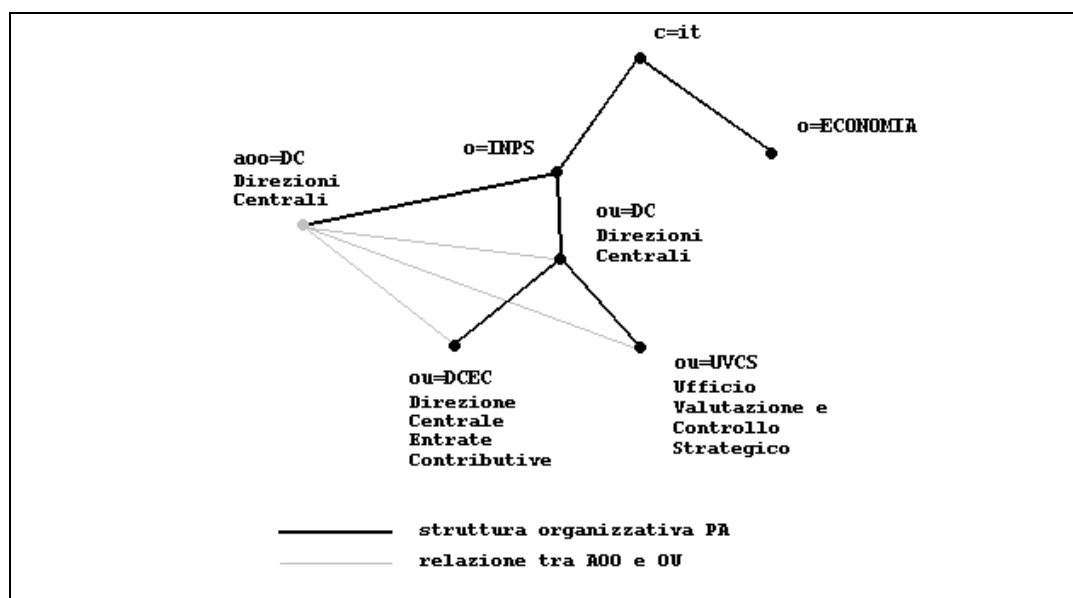 c=it
o=ECONOMIA
o=INPS
aoo=DC
Direzioni
Centrali
ou=DC
Direzioni
Centrali
ou=DCEC
Direzione
Centrale
Entrate
Contributive
ou=UVCS
Ufficio
Valutazione e
Controllo
Strategico
struttura organizzativa PA
relazione tra AOO e OU